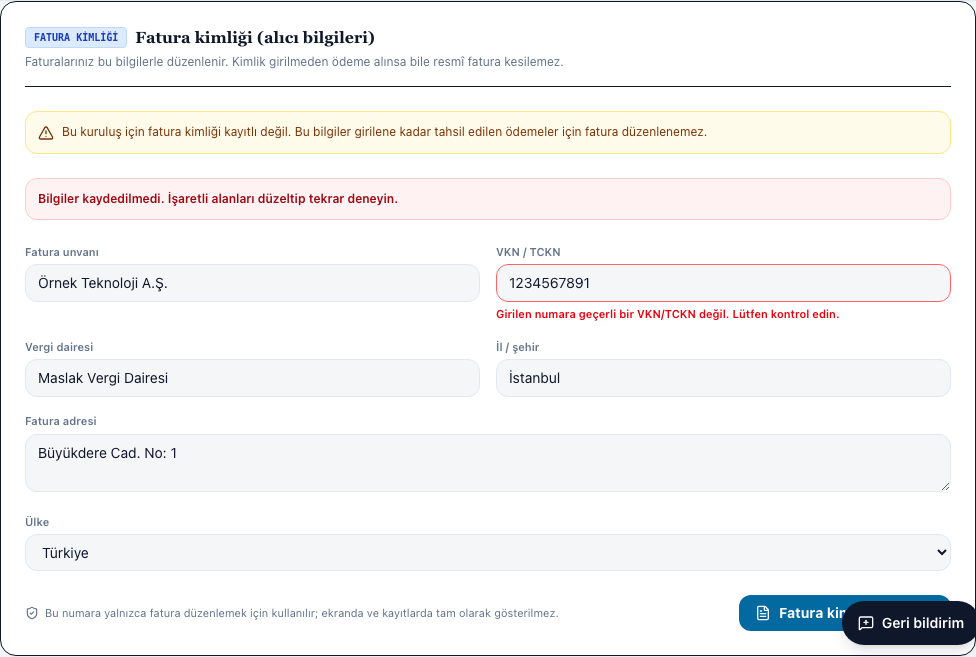 FATURA KİMLİĞİ Fatura kimliği (alıcı bilgileri)
Faturalarınız bu bilgilerle düzenlenir. Kimlik girilmeden ödeme alınsa bile resmî fatura kesilemez.
Bu kuruluş için fatura kimliği kayıtlı değil. Bu bilgiler girilene kadar tahsil edilen ödemeler için fatura düzenlenemez.
Bilgiler kaydedilmedi. İşaretli alanları düzeltip tekrar deneyin.
Fatura unvanı
Örnek Teknoloji A.Ş.
VKN / TCKN
1234567891
Girilen numara geçerli bir VKN/TCKN değil. Lütfen kontrol edin.
Vergi dairesi
Maslak Vergi Dairesi
İl / şehir
İstanbul
Fatura adresi
Büyükdere Cad. No: 1
Ülke
Türkiye
Bu numara yalnızca fatura düzenlemek için kullanılır; ekranda ve kayıtlarda tam olarak gösterilmez.
Fatura
Geri bildirim